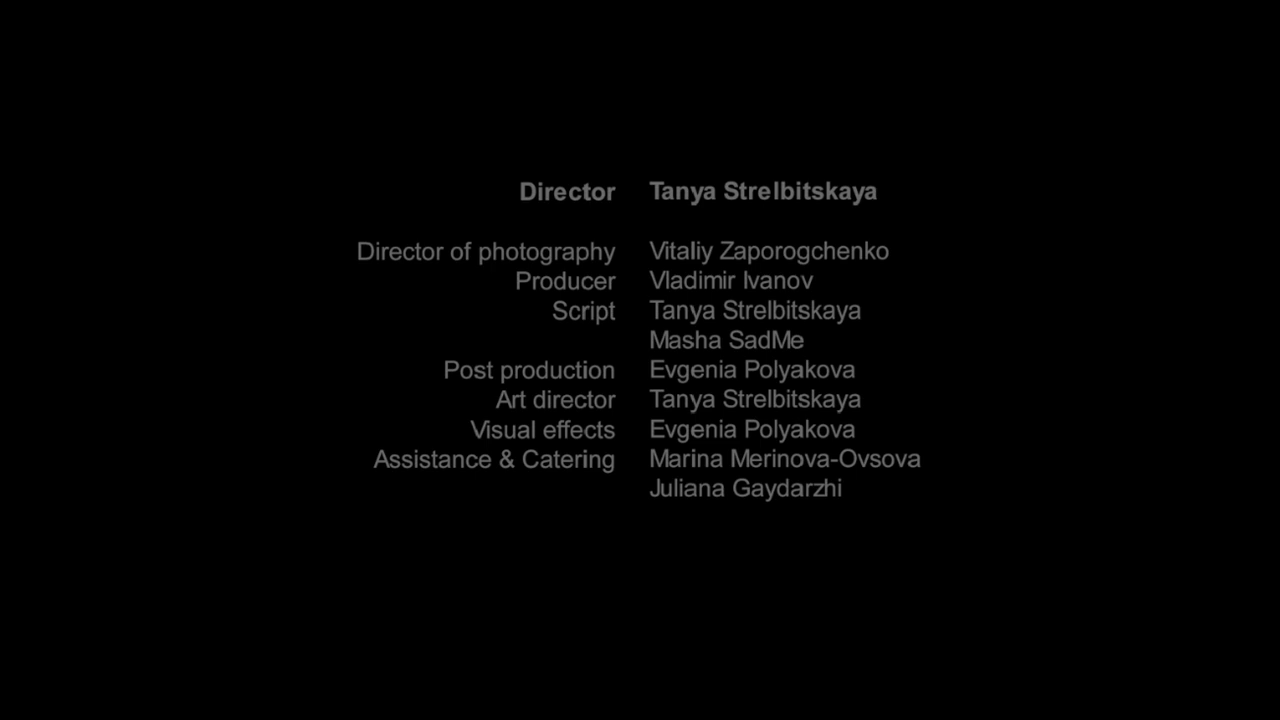 Director Tanya Strelbitskaya
Director of photography Vitaliy Zaporogchenko
Producer Vladimir Ivanov
Script Tanya Strelbitskaya
Masha SadMe
Post production Evgenia Polyakova
Art director Tanya Strelbitskaya
Visual effects Evgenia Polyakova
Assistance & Catering Marina Merinova-Ovsova
Juliana Gaydarzhi